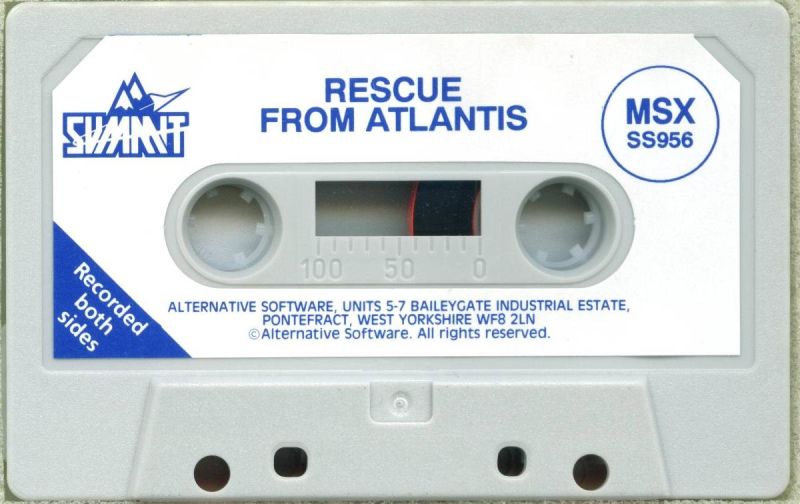 SUMMIT
RESCUE
FROM ATLANTIS
MSX
SS956
100 50 0
Recorded
both
sides
ALTERNATIVE SOFTWARE, UNITS 5-7 BAILEYGATE INDUSTRIAL ESTATE,
PONTEFRACT, WEST YORKSHIRE WF8 2LN
©Alternative Software. All rights reserved.